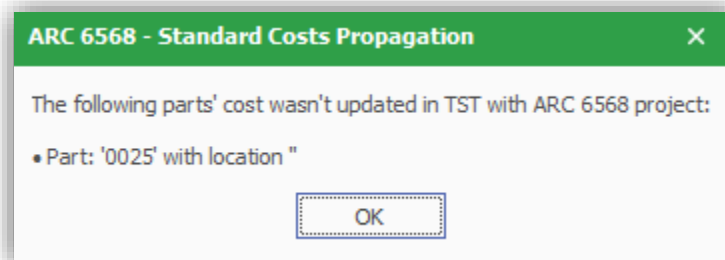 ARC 6568 - Standard Costs Propagation
The following parts' cost wasn't updated in TST with ARC 6568 project:
• Part: '0025' with location ''
OK